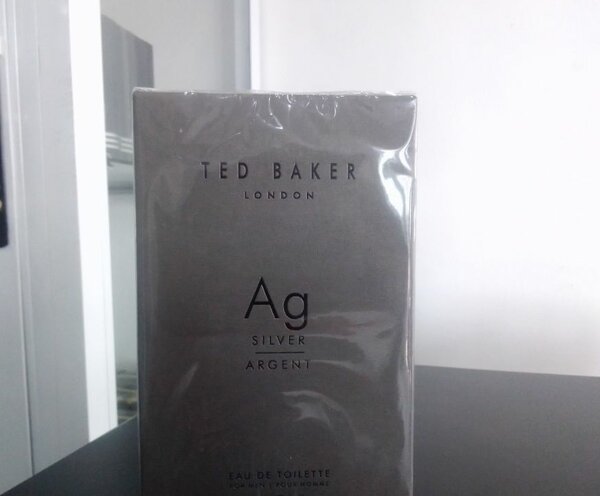 TED BAKER
LONDON
Ag
SILVER
ARGENT
EAU DE TOILETTE
FOR MEN | POUR HOMME